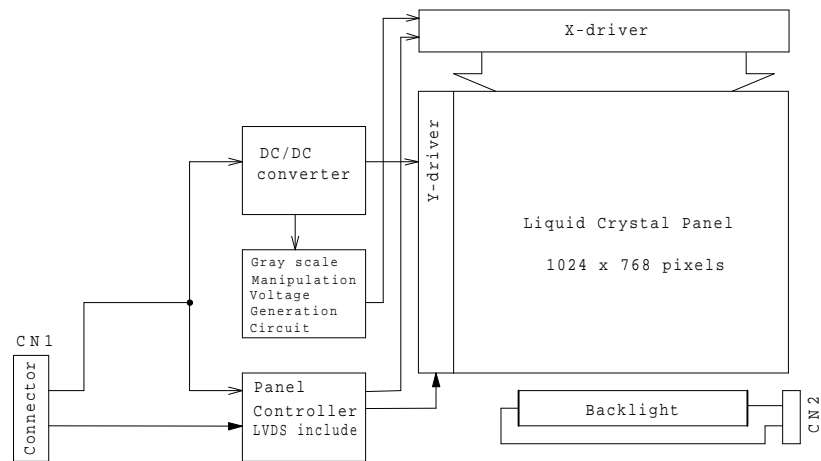 X-driver
Y-driver
DC/DC
converter
Liquid Crystal Panel
1024 x 768 pixels
Gray scale
Manipulation
Voltage
Generation
Circuit
CN1
Connector
Panel
Controller
LVDS include
Backlight
CN2